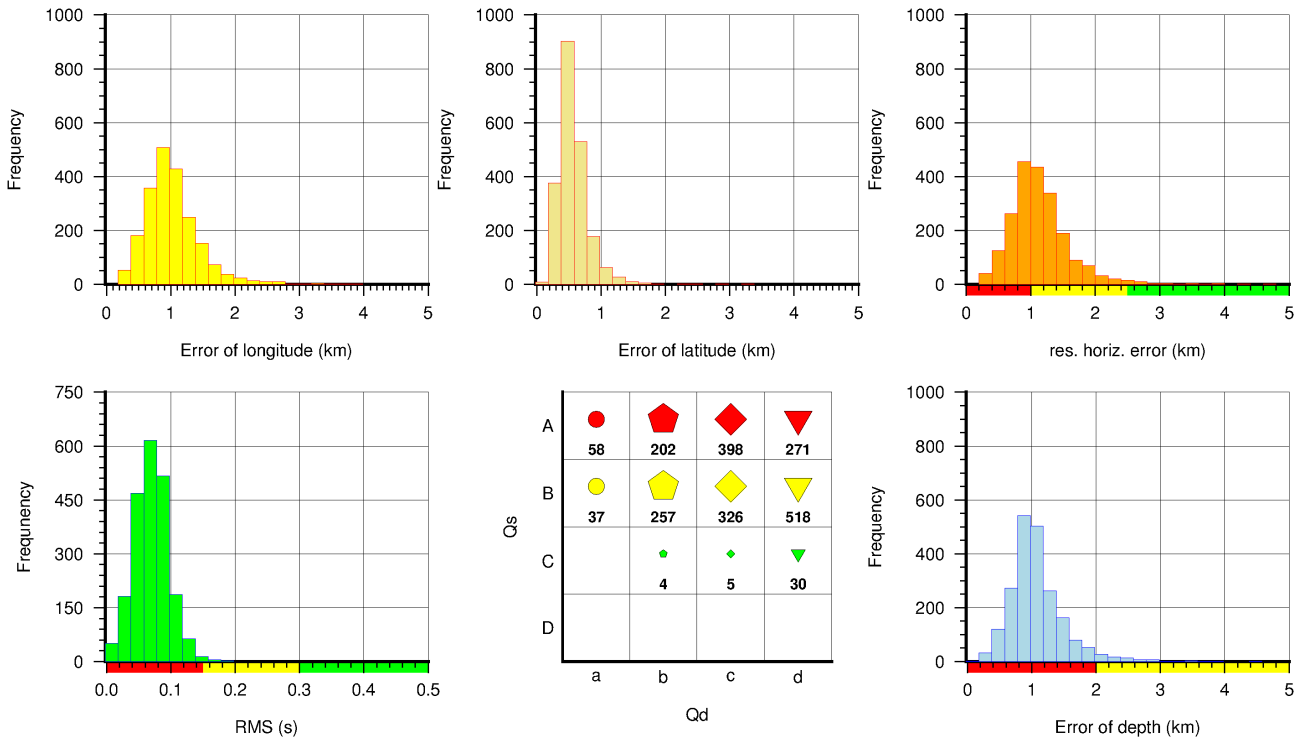 1000
800
600
400
200
0
Frequency
0 1 2 3 4 5
Error of longitude (km)
1000
800
600
400
200
0
Frequency
0 1 2 3 4 5
Error of latitude (km)
1000
800
600
400
200
0
Frequency
0 1 2 3 4 5
res. horiz. error (km)
750
600
450
300
150
0
Frequnency
0.0 0.1 0.2 0.3 0.4 0.5
RMS (s)
Qs
A
58 202 398 271
B
37 257 326 518
C
4 5 30
D
a b c d
Qd
1000
800
600
400
200
0
Frequency
0 1 2 3 4 5
Error of depth (km)